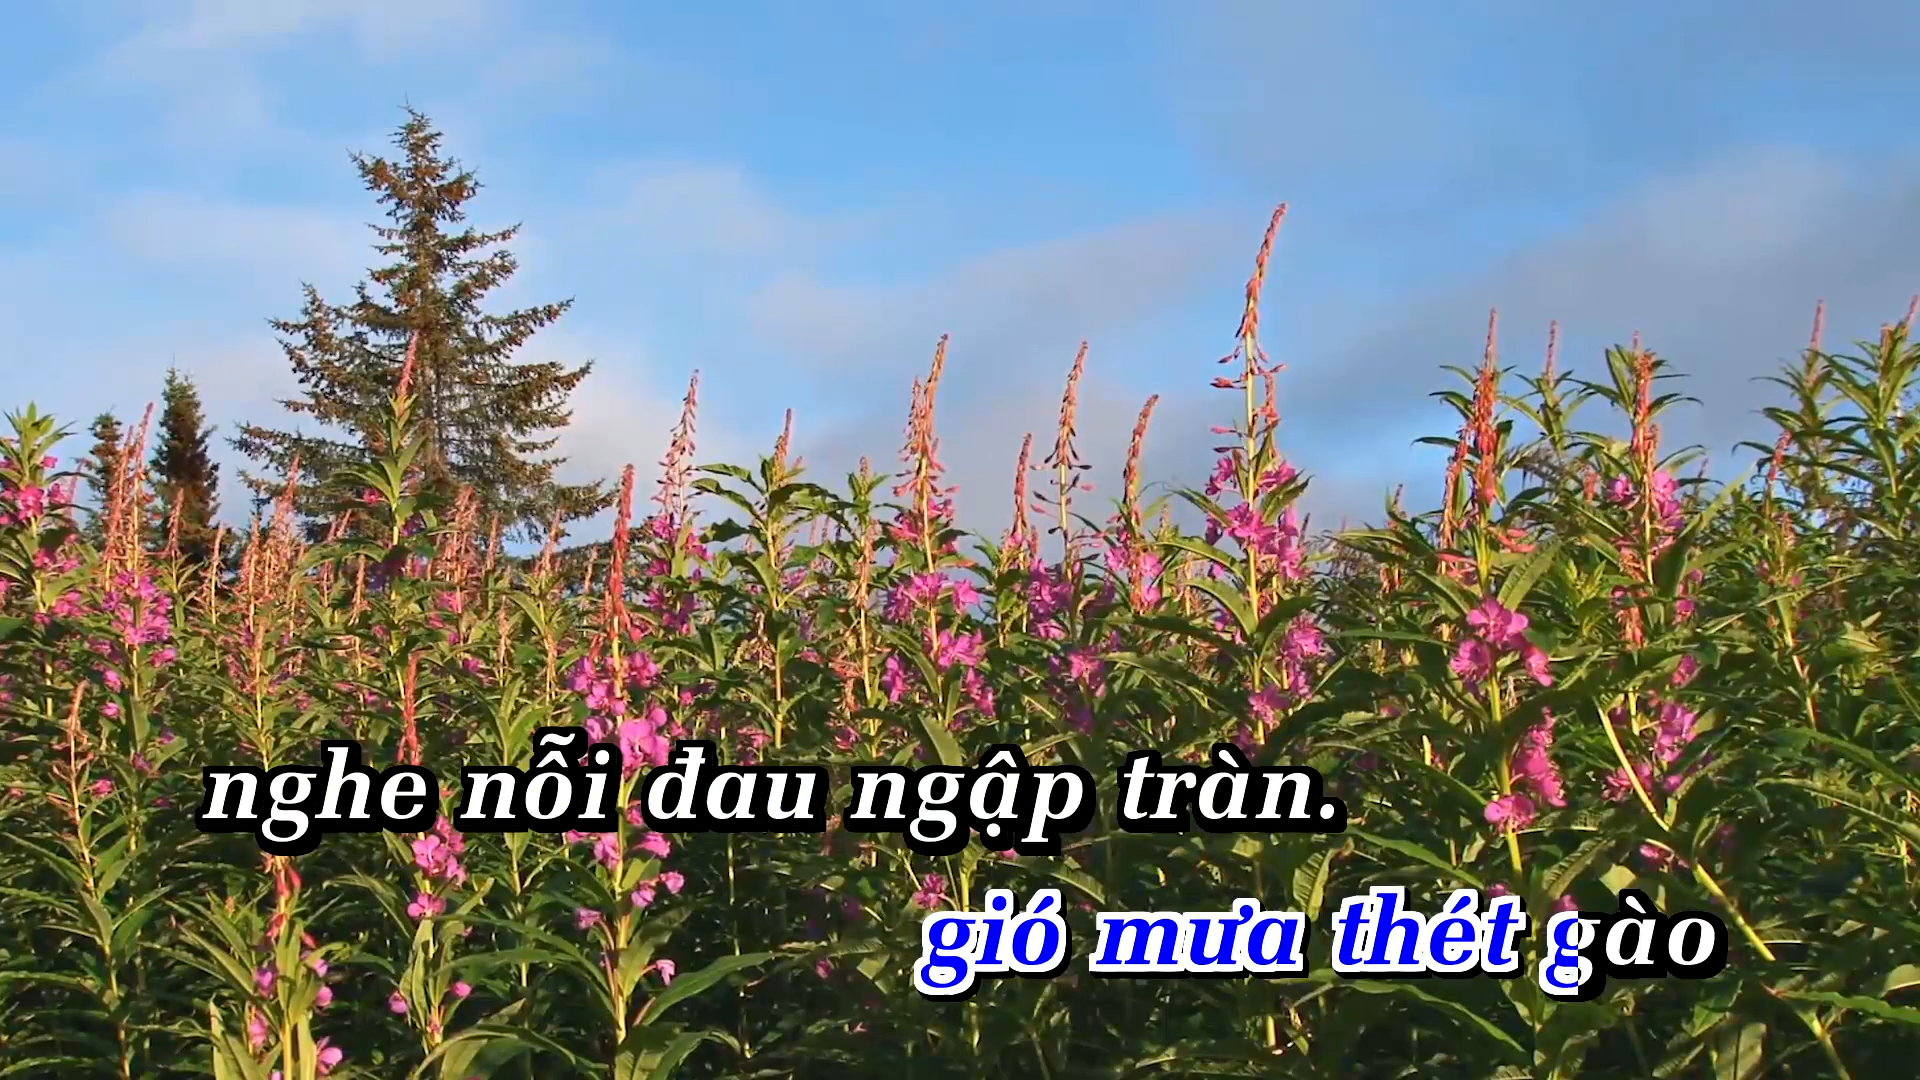 nghe nỗi đau ngập tràn.
gió mưa thét gào